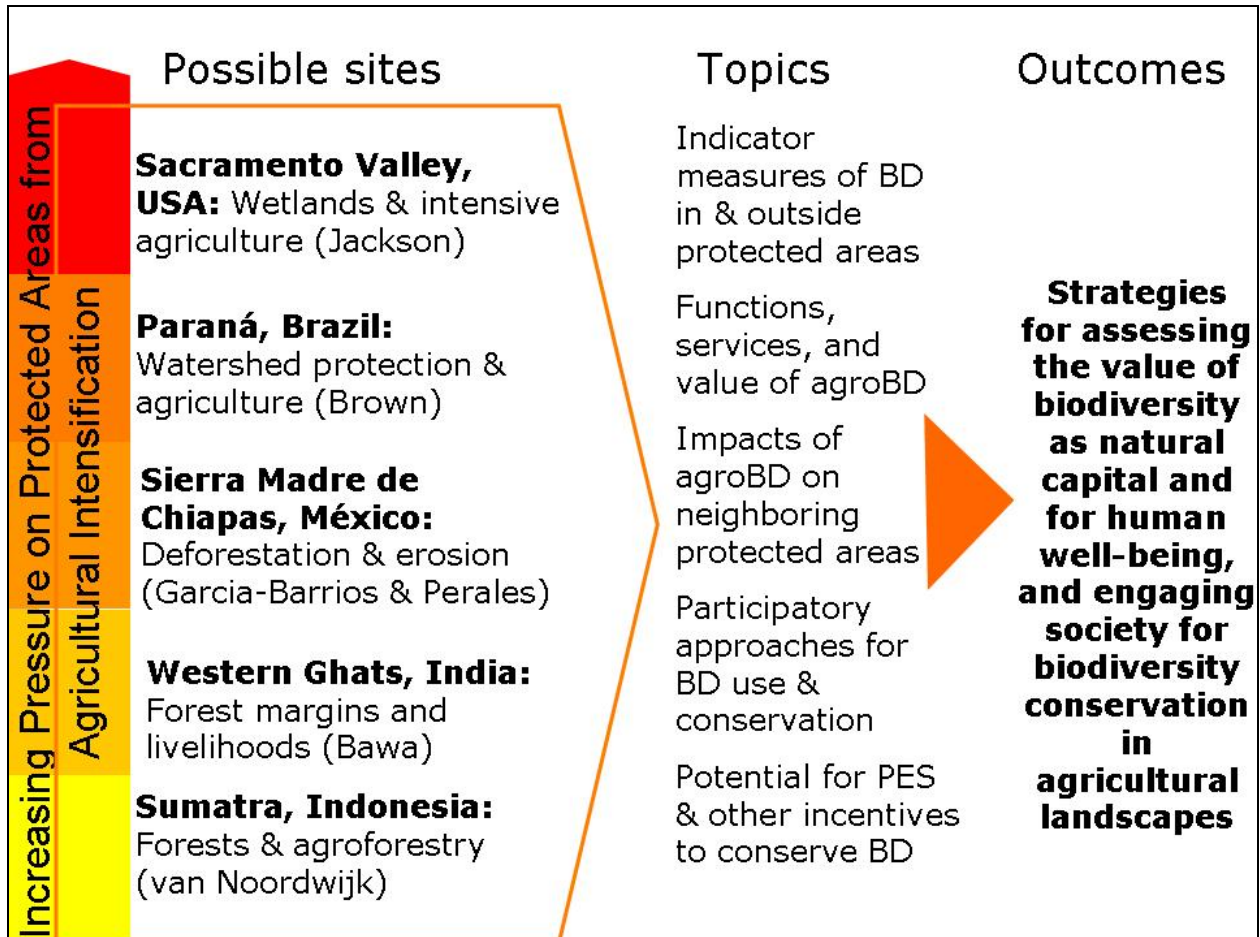 Increasing Pressure on Protected Areas from
Agricultural Intensification
Possible sites
Sacramento Valley,
USA: Wetlands & intensive
agriculture (Jackson)
Paraná, Brazil:
Watershed protection &
agriculture (Brown)
Sierra Madre de
Chiapas, México:
Deforestation & erosion
(Garcia-Barrios & Perales)
Western Ghats, India:
Forest margins and
livelihoods (Bawa)
Sumatra, Indonesia:
Forests & agroforestry
(van Noordwijk)
Topics
Indicator
measures of BD
in & outside
protected areas
Functions,
services, and
value of agroBD
Impacts of
agroBD on
neighboring
protected areas
Participatory
approaches for
BD use &
conservation
Potential for PES
& other incentives
to conserve BD
Outcomes
Strategies
for assessing
the value of
biodiversity
as natural
capital and
for human
well-being,
and engaging
society for
biodiversity
conservation
in
agricultural
landscapes